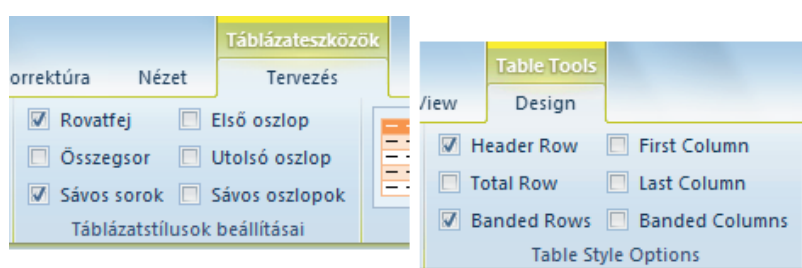 Táblázateszközök
orrektúra Nézet Tervezés
Rovatfej Első oszlop
Összegsor Utolsó oszlop
Sávos sorok Sávos oszlopok
Táblázatstílusok beállításai
Table Tools
View Design
Header Row First Column
Total Row Last Column
Banded Rows Banded Columns
Table Style Options